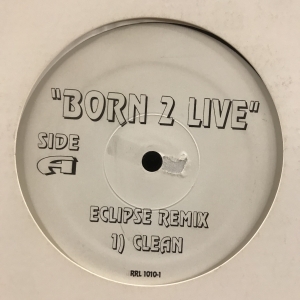 "BORN 2 LIVE"
SIDE
A
ECLIPSE REMIX
1) CLEAN
RRL 1010-1